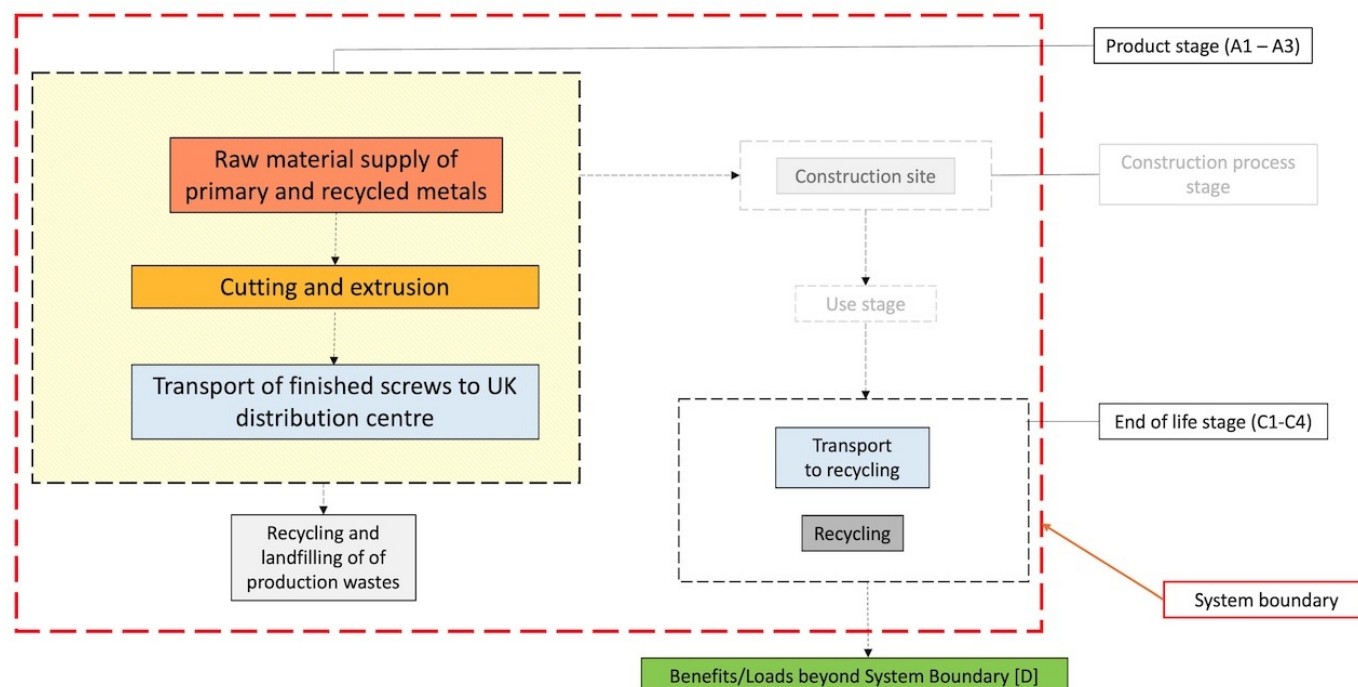 Product stage (A1 – A3)
Raw material supply of
primary and recycled metals
Construction site
Construction process
stage
Cutting and extrusion
Use stage
Transport of finished screws to UK
distribution centre
End of life stage (C1-C4)
Transport
to recycling
Recycling
Recycling and
landfilling of of
production wastes
System boundary
Benefits/Loads beyond System Boundary [D]